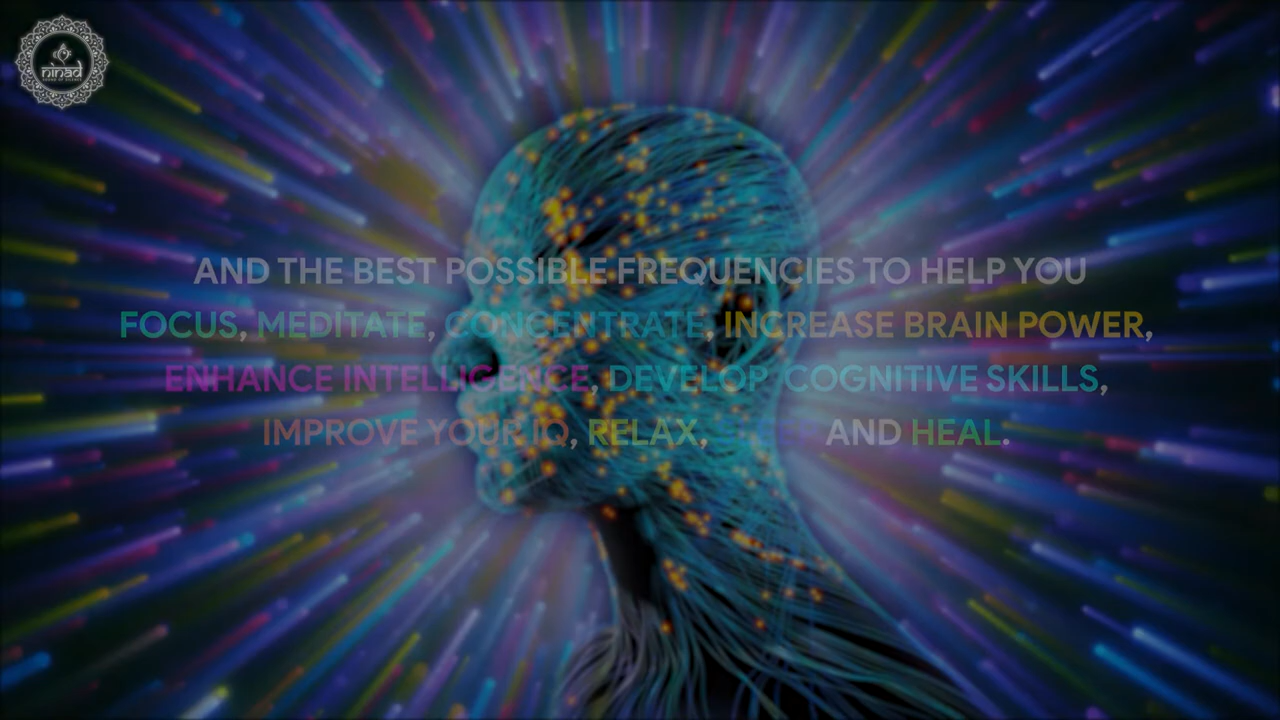 ninad
AND THE BEST POSSIBLE FREQUENCIES TO HELP YOU
FOCUS, MEDITATE, CONCENTRATE, INCREASE BRAIN POWER,
ENHANCE INTELLIGENCE, DEVELOP COGNITIVE SKILLS,
IMPROVE YOUR IQ, RELAX, AND HEAL.